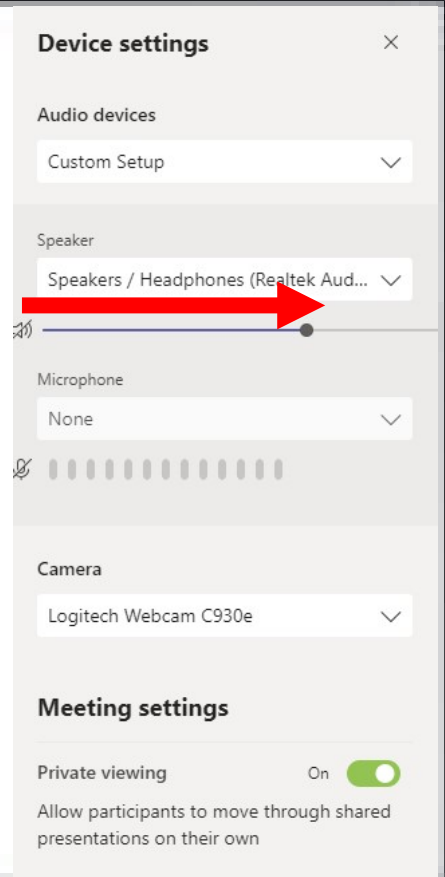 Device settings
Audio devices
Custom Setup
Speaker
Speakers / Headphones (Realtek Aud...
Microphone
None
Camera
Logitech Webcam C930e
Meeting settings
Private viewing On
Allow participants to move through shared
presentations on their own